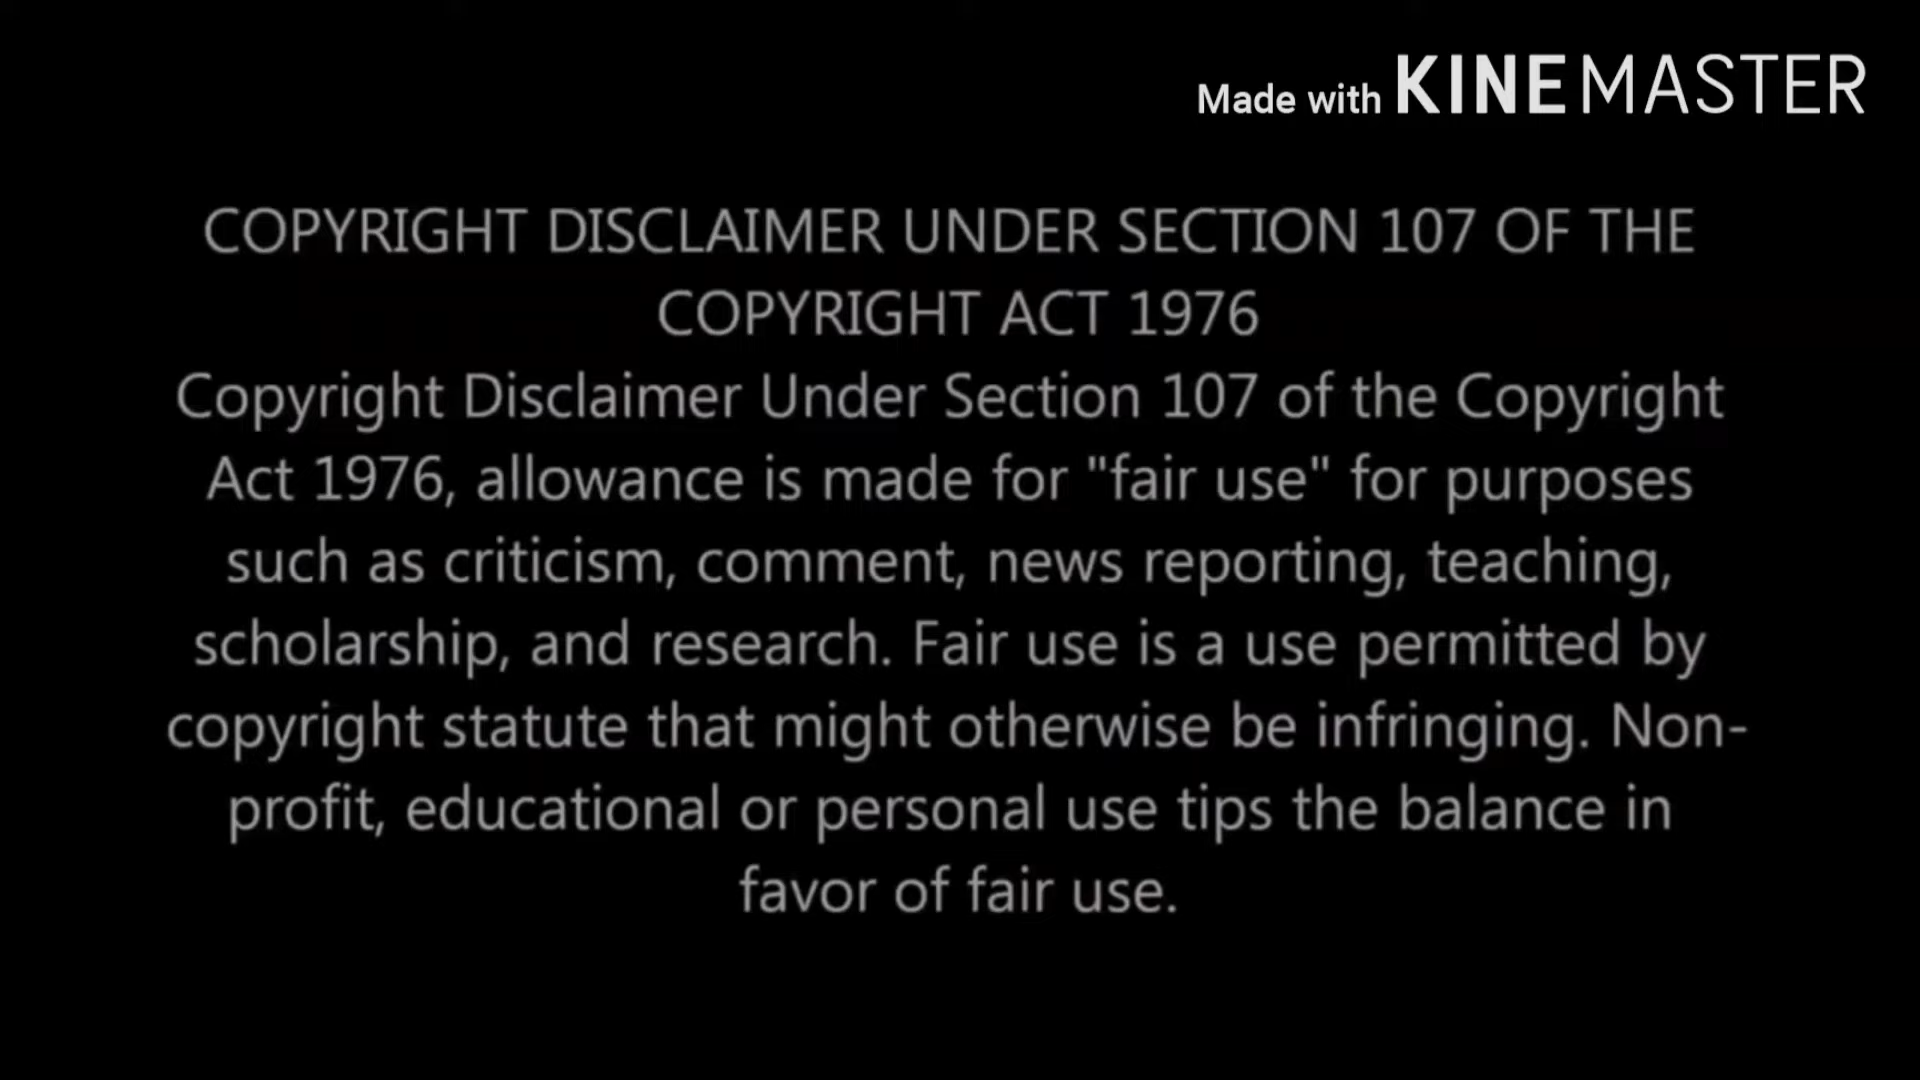 Made with KINEMASTER
COPYRIGHT DISCLAIMER UNDER SECTION 107 OF THE
COPYRIGHT ACT 1976
Copyright Disclaimer Under Section 107 of the Copyright
Act 1976, allowance is made for "fair use" for purposes
such as criticism, comment, news reporting, teaching,
scholarship, and research. Fair use is a use permitted by
copyright statute that might otherwise be infringing. Non-
profit, educational or personal use tips the balance in
favor of fair use.